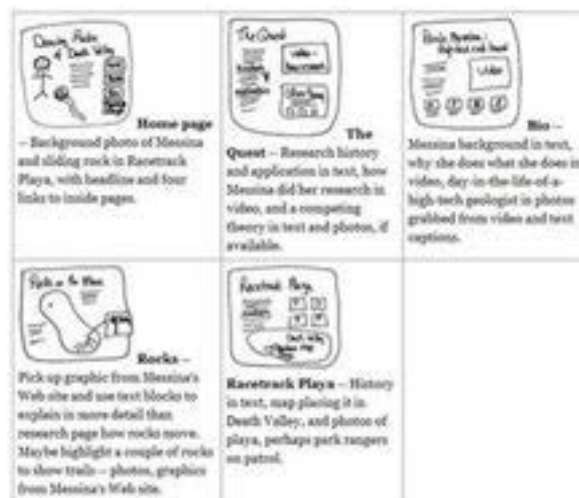 Dancing Rocks
of Death Valley
Home page
– Background photo of Messina
and sliding rock in Racetrack
Playa, with headline and four
links to inside pages.
The Quest
The
Quest – Research history
and application in text, how
Messina did her research in
video, and a competing
theory in text and photos, if
available.
video
Bio –
Messina background in text,
why she does what she does in
video, day-in-the-life-of-a-
high-tech geologist in photos
grabbed from video and text
captions.
Rocks on the Move
Rocks –
Pick up graphic from Messina's
Web site and use text blocks to
explain in more detail than
research page how rocks move.
Maybe highlight a couple of rocks
to show trails – photos, graphics
from Messina's Web site.
Racetrack Playa
Racetrack Playa – History
in text, map placing it in
Death Valley, and photos of
playa, perhaps park rangers
on patrol.